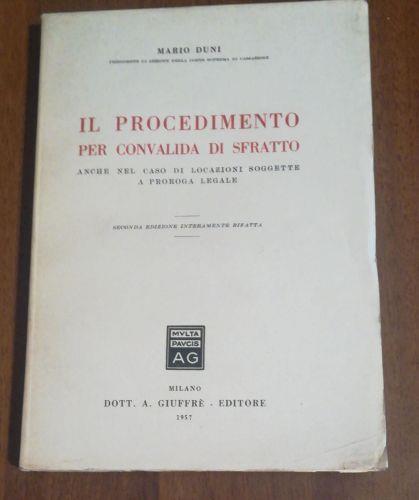 MARIO DUNI
PRESIDENTE DI SEZIONE DELLA CORTE SUPREMA DI CASSAZIONE
IL PROCEDIMENTO
PER CONVALIDA DI SFRATTO
ANCHE NEL CASO DI LOCAZIONI SOGGETTE
A PROROGA LEGALE
SECONDA EDIZIONE INTERAMENTE RIFATTA
MVLTA
PAVCIS
AG
MILANO
DOTT. A. GIUFFRÈ - EDITORE
1957